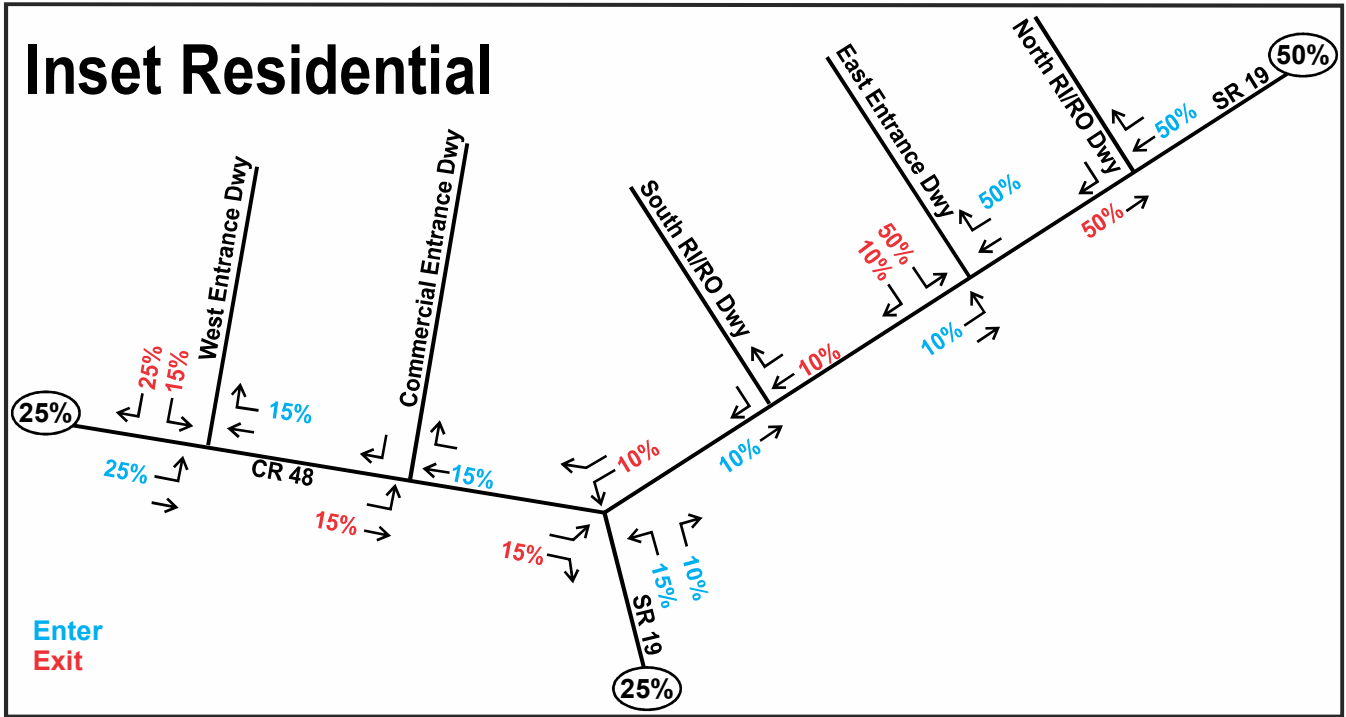 Inset Residential
50%
SR 19
North RI/RO Dwy
50%
50%
East Entrance Dwy
50%
50%
10%
10%
South RI/RO Dwy
10%
10%
Commercial Entrance Dwy
15%
15%
West Entrance Dwy
25%
15%
15%
25%
25%
CR 48
10%
15%
15%
10%
SR 19
25%
Enter
Exit